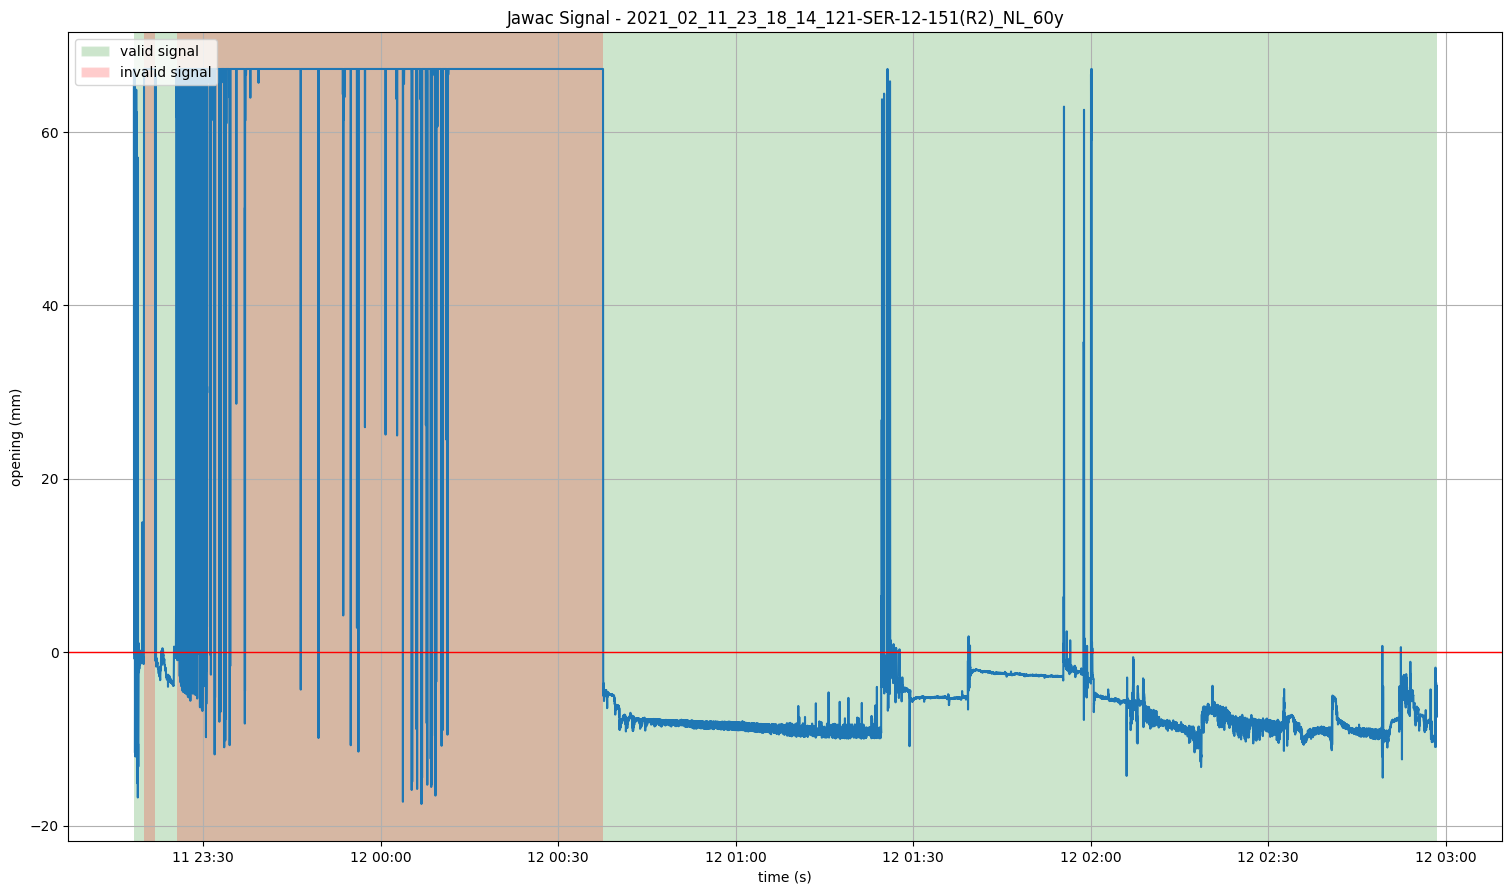 Jawac Signal - 2021_02_11_23_18_14_121-SER-12-151(R2)_NL_60y
valid signal
invalid signal
60
40
20
0
−20
opening (mm)
11 23:30
12 00:00
12 00:30
12 01:00
12 01:30
12 02:00
12 02:30
12 03:00
time (s)